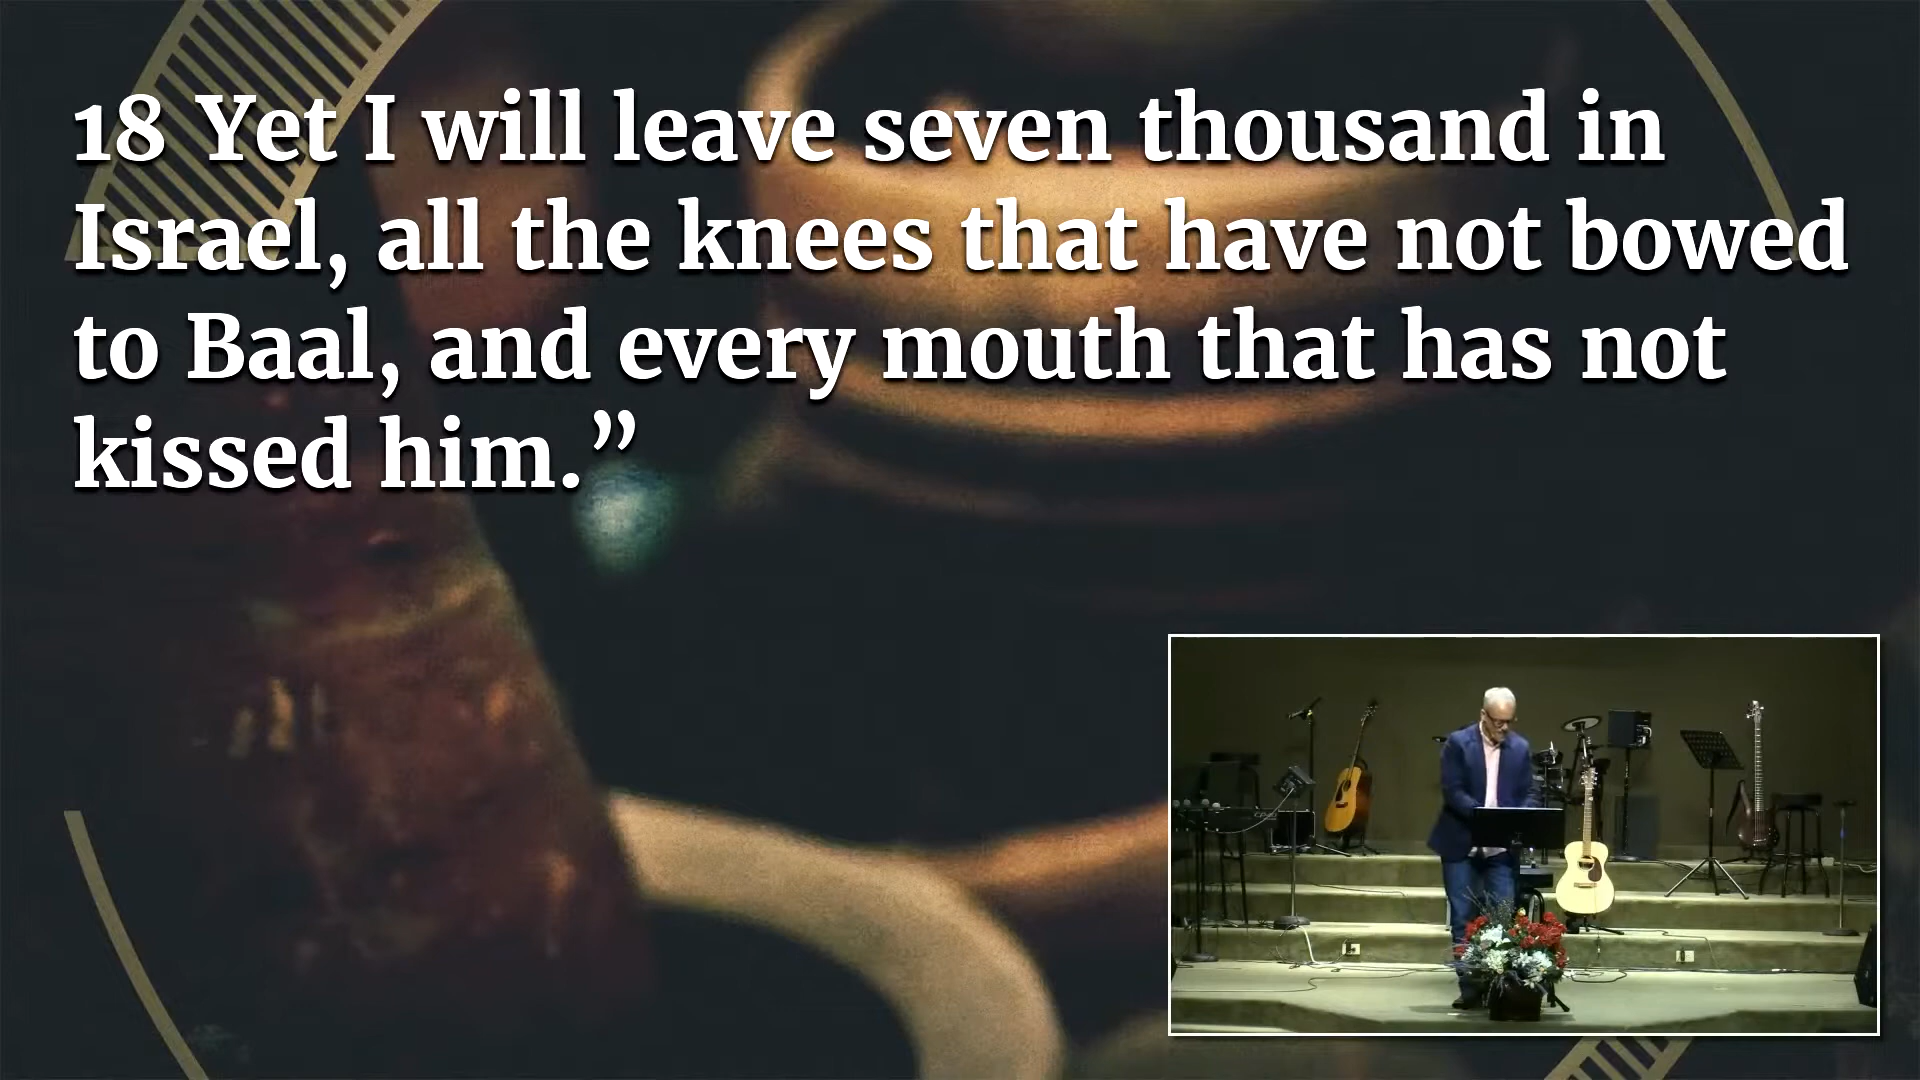 18 Yet I will leave seven thousand in
Israel, all the knees that have not bowed
to Baal, and every mouth that has not
kissed him.”